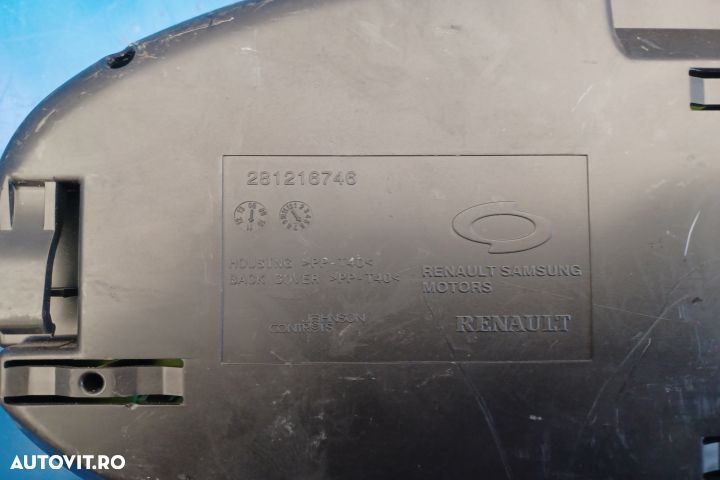 281216746
HOUSING >PP-T40<
BACK COVER >PP-T40<
RENAULT SAMSUNG
MOTORS
JOHNSON
CONTROLS
RENAULT
AUTOVIT.RO